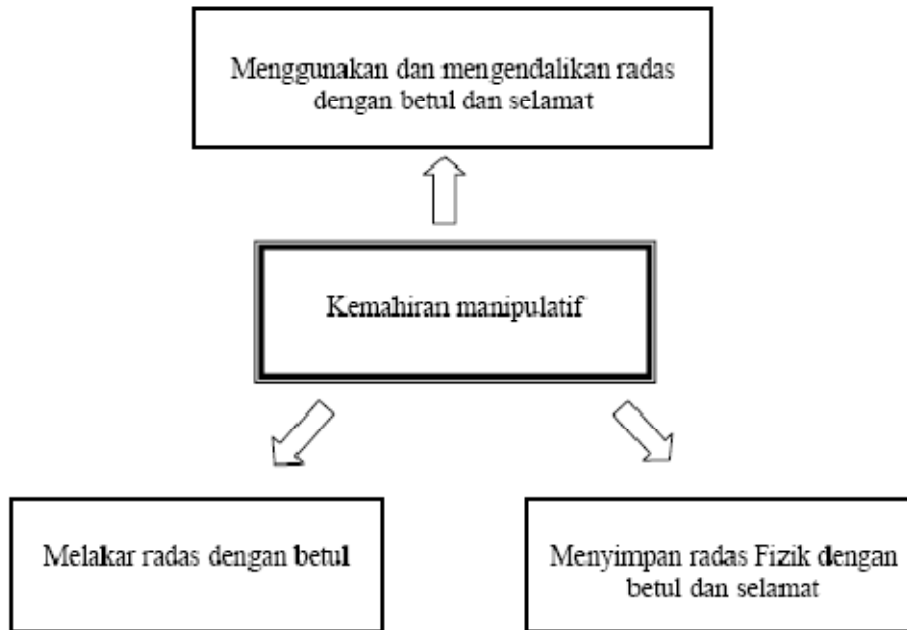 Menggunakan dan mengendalikan radas
dengan betul dan selamat
Kemahiran manipulatif
Melakar radas dengan betul
Menyimpan radas Fizik dengan
betul dan selamat